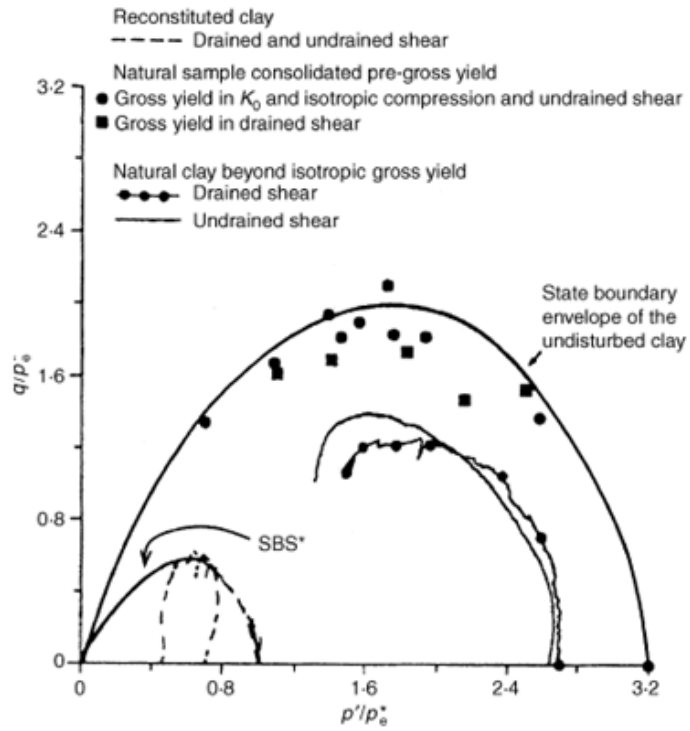 Reconstituted clay
Drained and undrained shear
Natural sample consolidated pre-gross yield
Gross yield in K₀ and isotropic compression and undrained shear
Gross yield in drained shear
Natural clay beyond isotropic gross yield
Drained shear
Undrained shear
3·2
2·4
1·6
0·8
0
q/p*e
State boundary
envelope of the
undisturbed clay
SBS*
0
0·8
1·6
2·4
3·2
p′/p*e